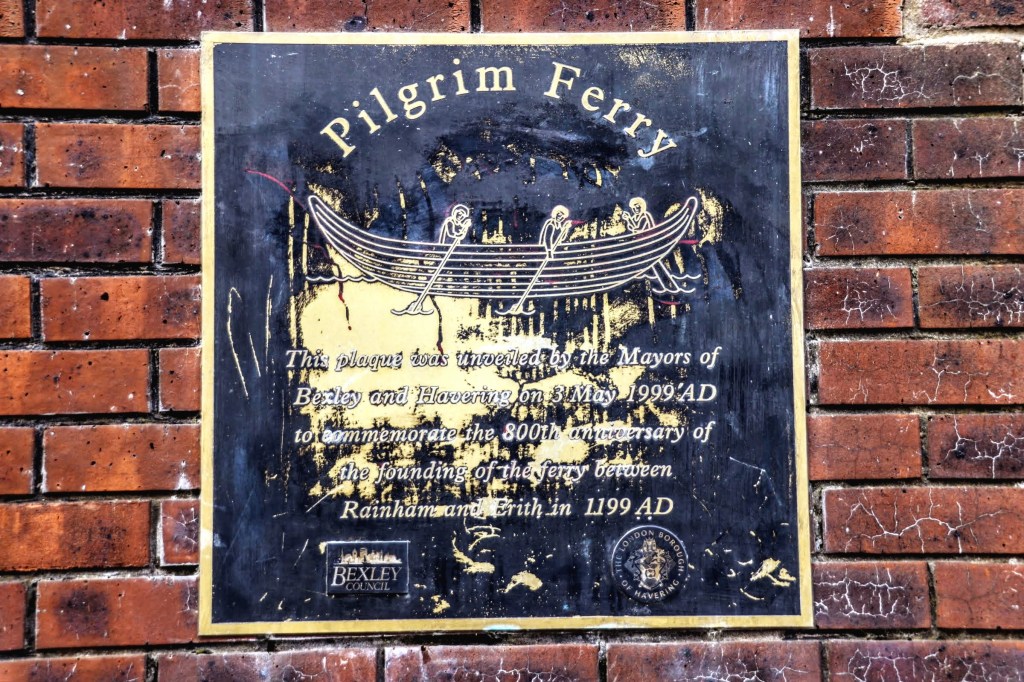 Pilgrim Ferry
This plaque was unveiled by the Mayors of
Bexley and Havering on 3 May 1999 AD
to commemorate the 800th anniversary of
the founding of the ferry between
Rainham and Erith in 1199 AD
BEXLEY
COUNCIL
THE LONDON BOROUGH
OF HAVERING